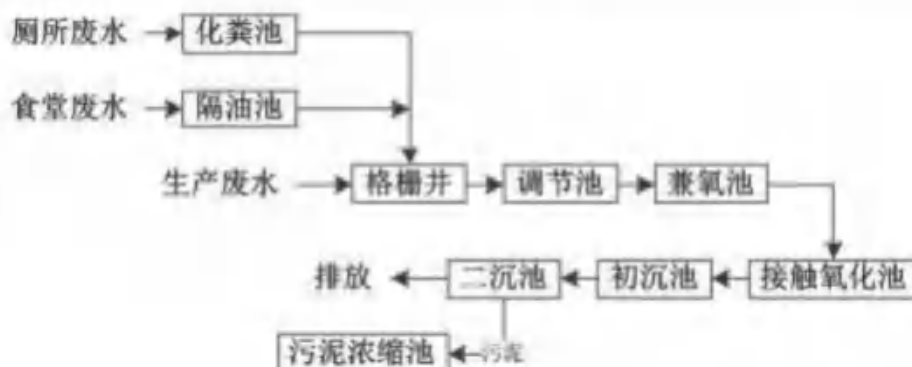 厕所废水 化粪池
食堂废水 隔油池
生产废水 格栅井 调节池 兼氧池
排放 二沉池 初沉池 接触氧化池
污泥浓缩池 污泥